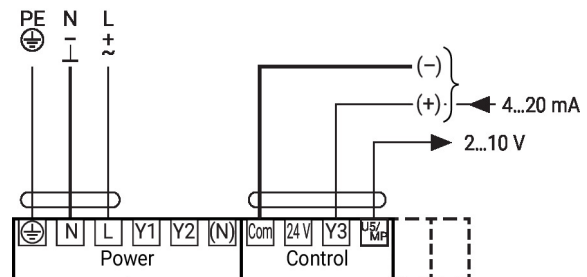 PE N L
– +
⊥ ~
(–)
(+) 4...20 mA
2...10 V
N L Y1 Y2 (N) Com 24 V Y3 U5/MP
Power Control